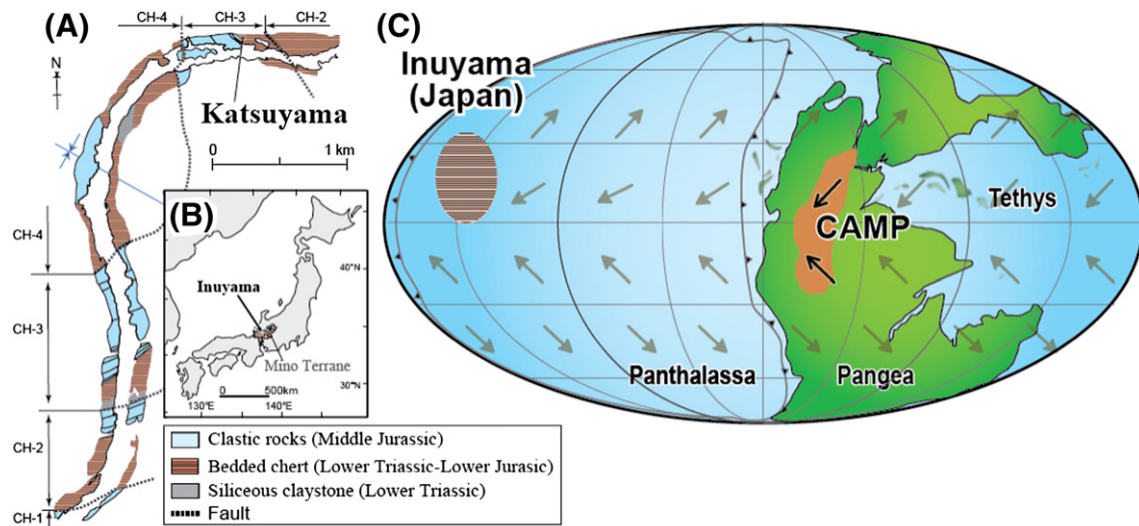 (A)
CH-4
CH-3
CH-2
N
Katsuyama
0
1 km
CH-4
CH-3
CH-2
CH-1
(B)
40°N
Inuyama
Mino Terrane
0
500km
30°N
130°E
140°E
Clastic rocks (Middle Jurassic)
Bedded chert (Lower Triassic-Lower Jurasic)
Siliceous claystone (Lower Triassic)
Fault
(C)
Inuyama
(Japan)
CAMP
Tethys
Panthalassa
Pangea